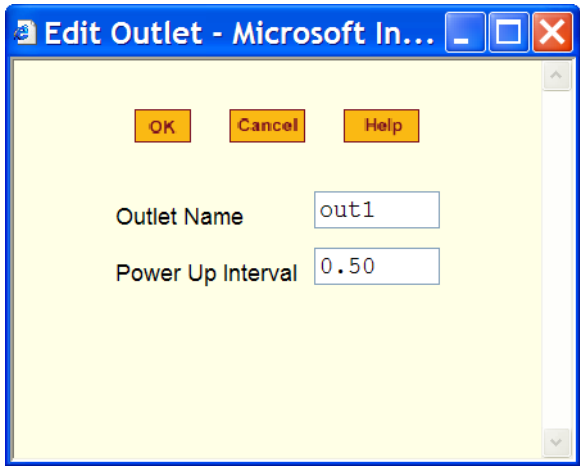 Edit Outlet - Microsoft In...
OK Cancel Help
Outlet Name out1
Power Up Interval 0.50